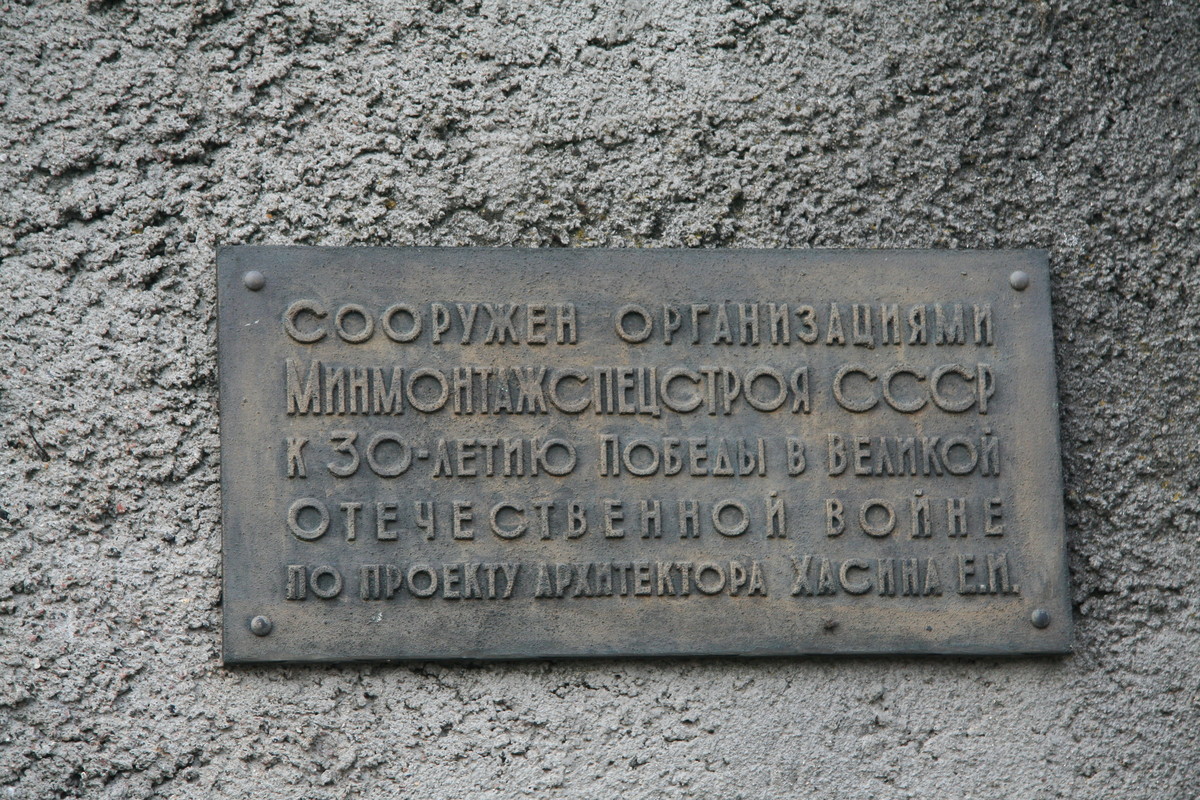 Сооружен организациями
Минмонтажспецстроя СССР
к 30-летию Победы в Великой
Отечественной войне
по проекту архитектора Хасина Е.И.